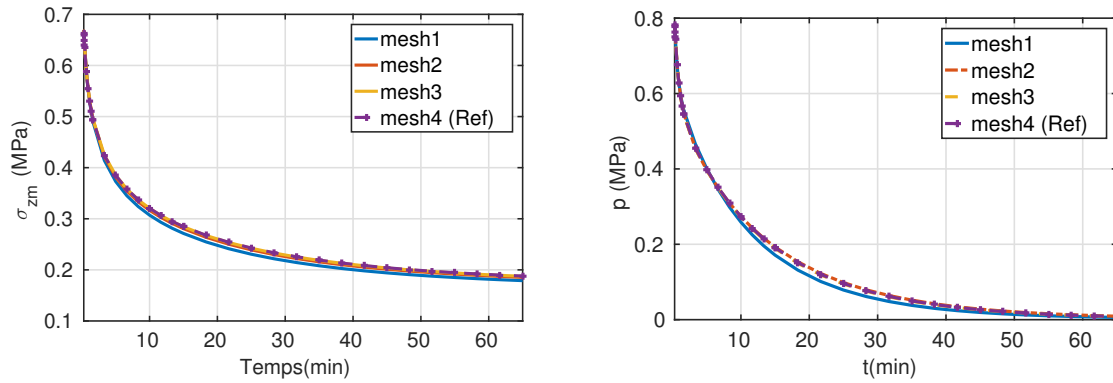 0.7
0.6
0.5
0.4
0.3
0.2
0.1
σzm (MPa)
mesh1
mesh2
mesh3
mesh4 (Ref)
10 20 30 40 50 60
Temps(min)
0.8
0.6
0.4
0.2
0
p (MPa)
mesh1
mesh2
mesh3
mesh4 (Ref)
10 20 30 40 50 60
t(min)